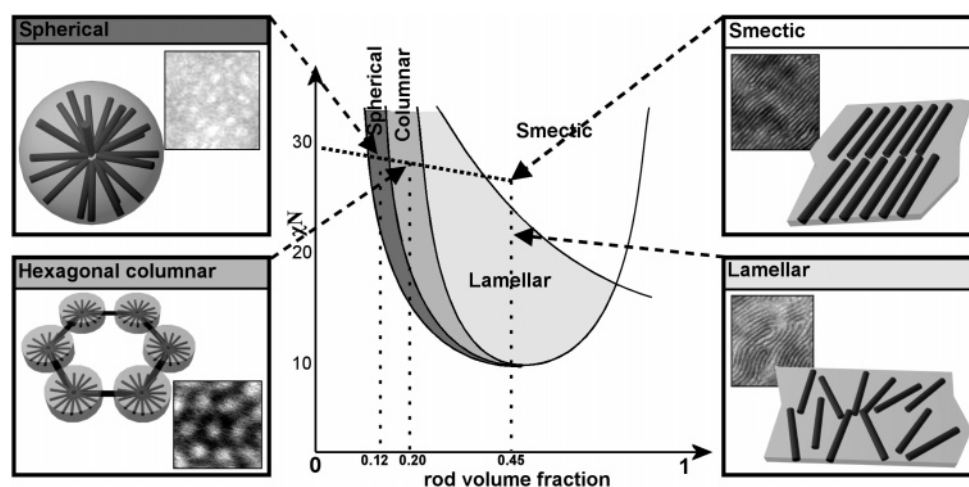 Spherical
Hexagonal columnar
Spherical
Columnar
Smectic
Lamellar
30
χN
20
10
0
0.12
0.20
0.45
1
rod volume fraction
Smectic
Lamellar